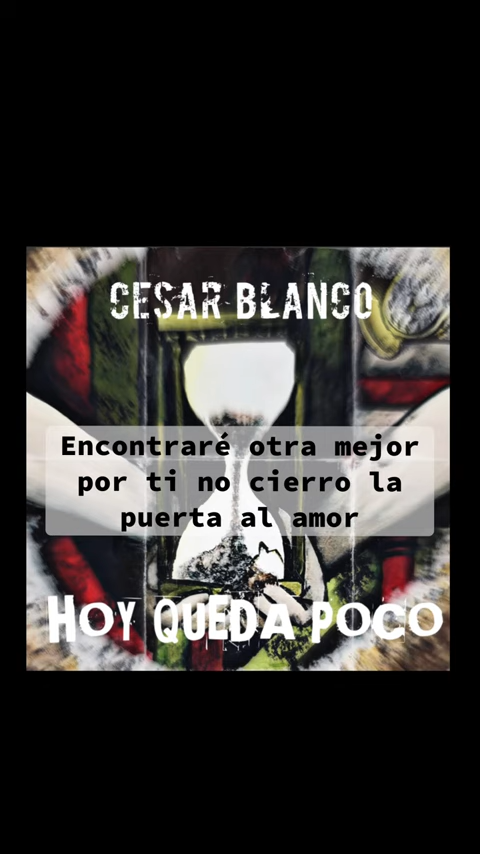 CESAR BLANCO
Encontraré otra mejor
por ti no cierro la
puerta al amor
HOY QUEDA POCO